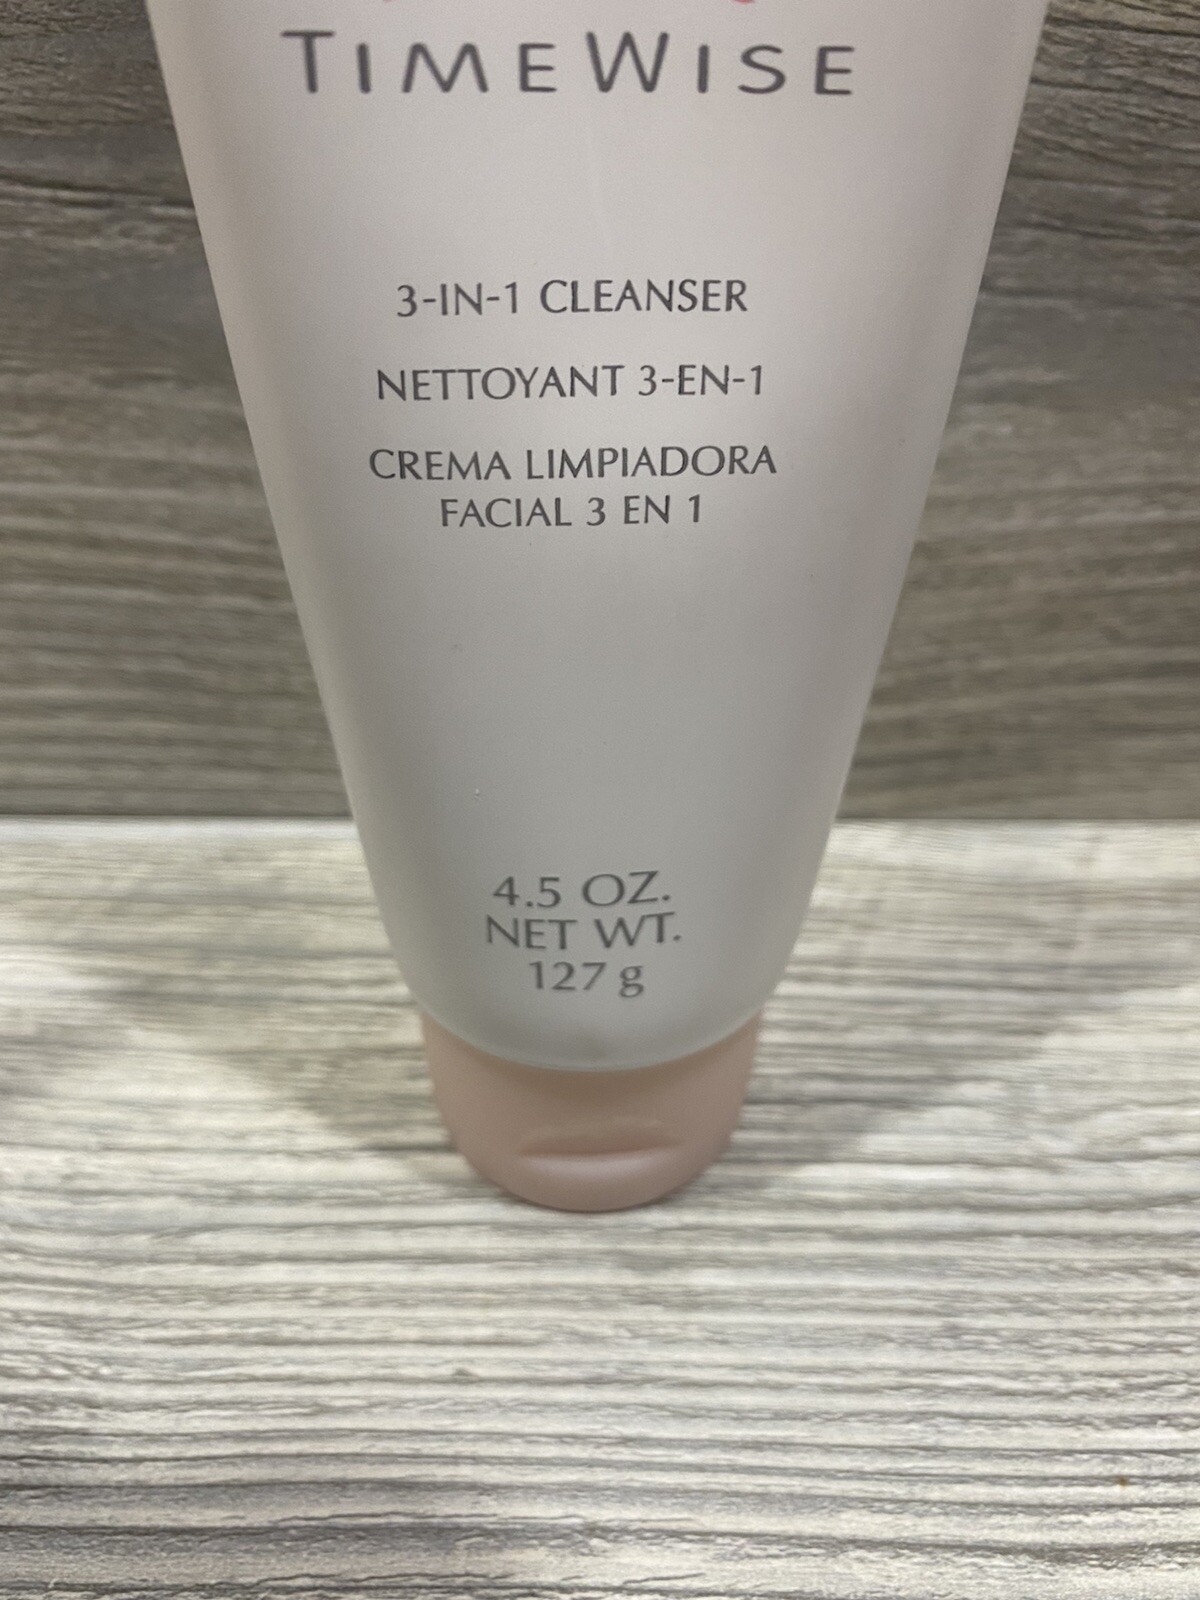 TIMEWISE
3-IN-1 CLEANSER
NETTOYANT 3-EN-1
CREMA LIMPIADORA
FACIAL 3 EN 1
4.5 OZ.
NET WT.
127 g